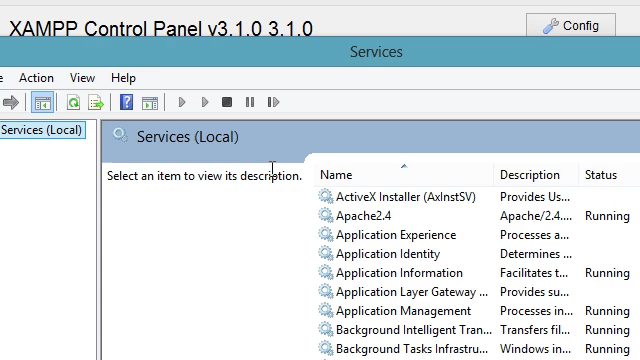 XAMPP Control Panel v3.1.0 3.1.0
Config
Services
Action View Help
Services (Local)
Services (Local)
Select an item to view its description.
Name Description Status
ActiveX Installer (AxInstSV) Provides Us...
Apache2.4 Apache/2.4.... Running
Application Experience Processes a...
Application Identity Determines ...
Application Information Facilitates t... Running
Application Layer Gateway ... Provides su...
Application Management Processes in... Running
Background Intelligent Tran... Transfers fil... Running
Background Tasks Infrastru... Windows in... Running